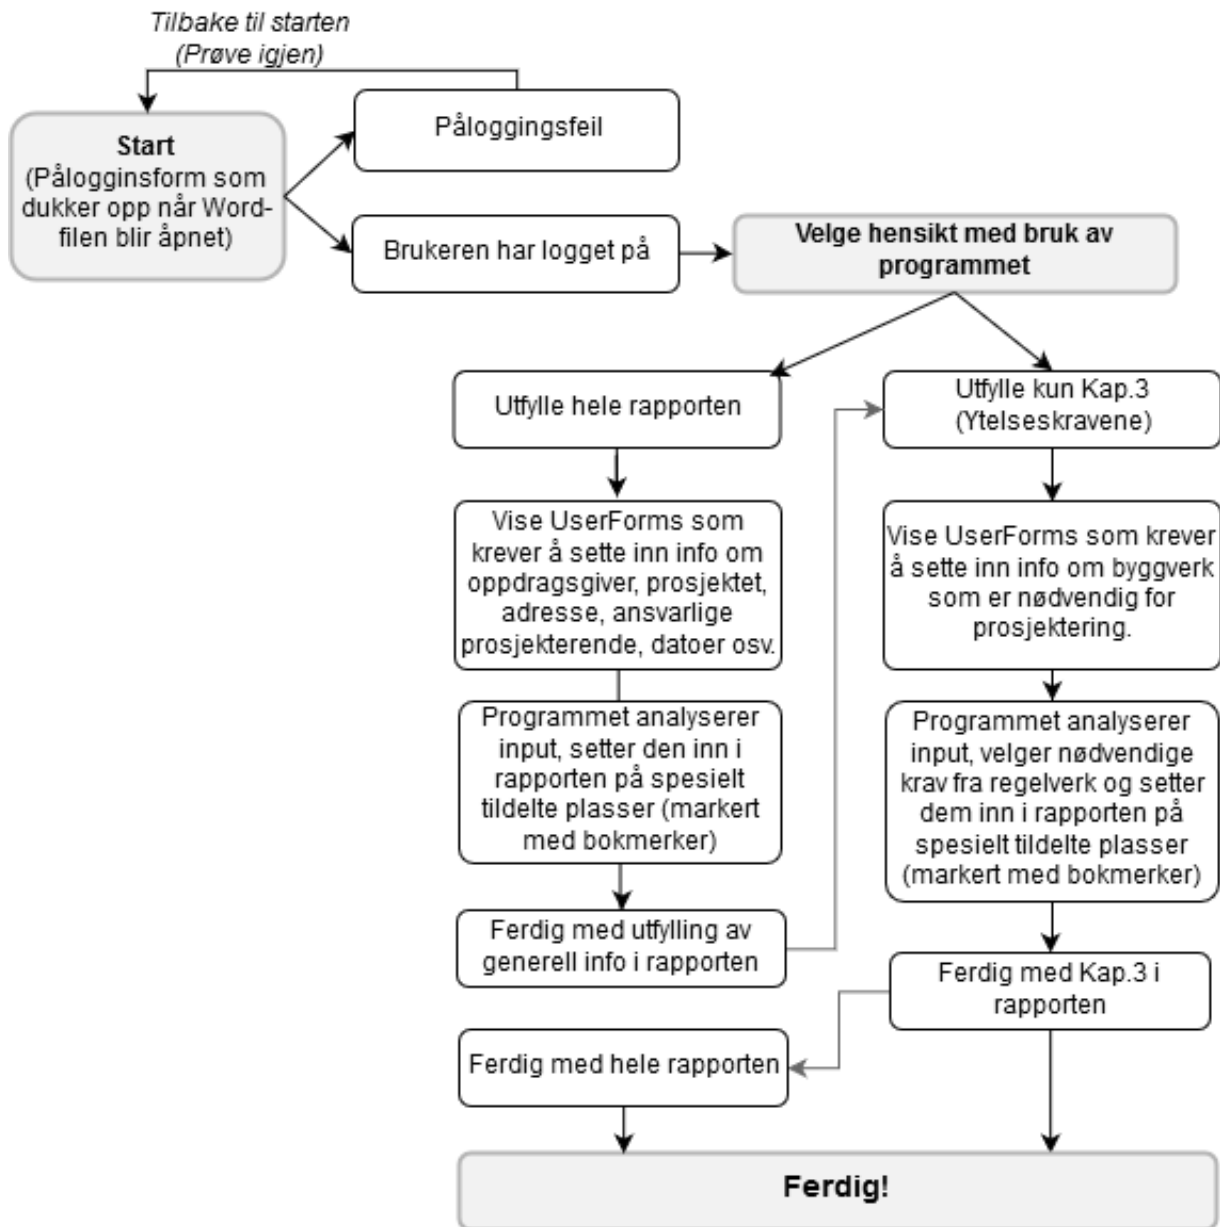 Tilbake til starten
(Prøve igjen)
Start
(Pålogginsform som
dukker opp når Word-
filen blir åpnet)
Påloggingsfeil
Brukeren har logget på
Velge hensikt med bruk av
programmet
Utfylle hele rapporten
Utfylle kun Kap.3
(Ytelseskravene)
Vise UserForms som
krever å sette inn info om
oppdragsgiver, prosjektet,
adresse, ansvarlige
prosjekterende, datoer osv.
Vise UserForms som krever
å sette inn info om byggverk
som er nødvendig for
prosjektering.
Programmet analyserer
input, setter den inn i
rapporten på spesielt
tildelte plasser (markert
med bokmerker)
Programmet analyserer
input, velger nødvendige
krav fra regelverk og setter
dem inn i rapporten på
spesielt tildelte plasser
(markert med bokmerker)
Ferdig med utfylling av
generell info i rapporten
Ferdig med Kap.3 i
rapporten
Ferdig med hele rapporten
Ferdig!